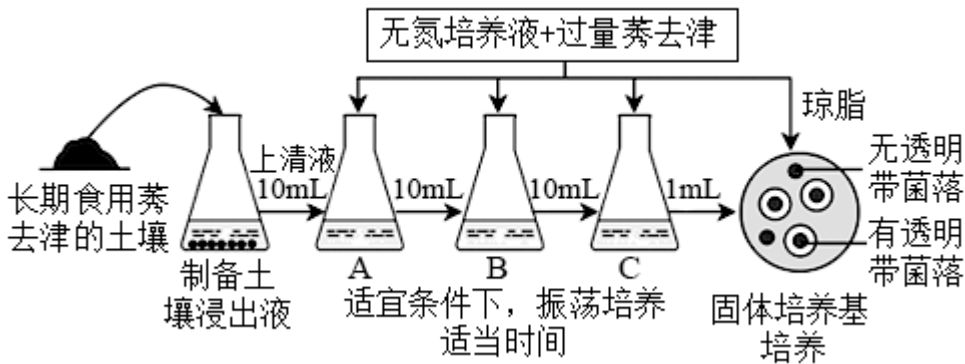 无氮培养液+过量莠去津
琼脂
上清液
10mL
10mL
10mL
1mL
无透明
带菌落
有透明
带菌落
长期食用莠
去津的土壤
制备土
壤浸出液
A
B
C
适宜条件下，振荡培养
适当时间
固体培养基
培养